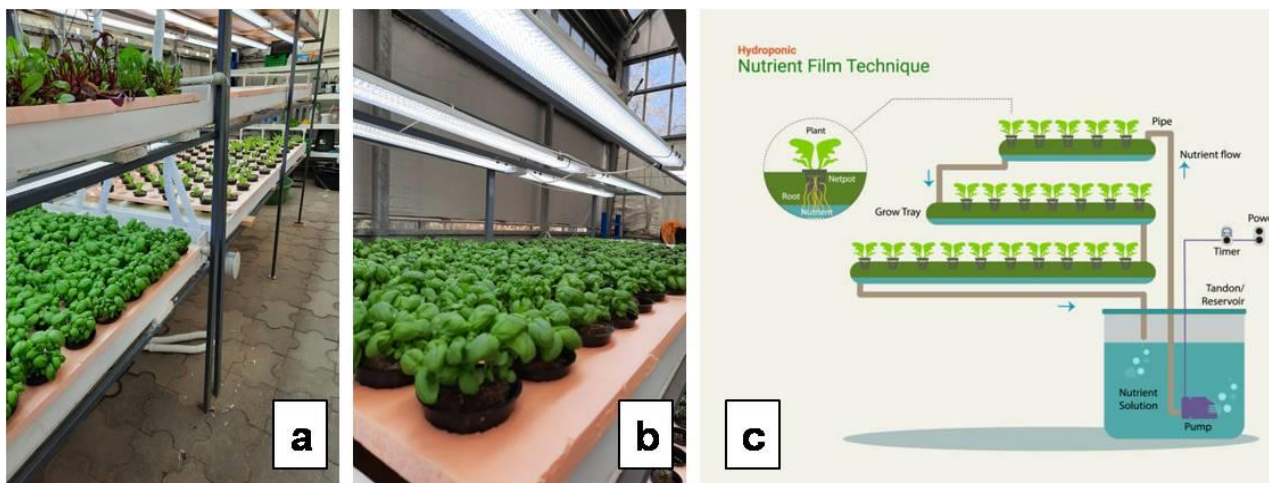 a
b
c
Hydroponic
Nutrient Film Technique
Plant
Netpot
Root
Nutrient
Pipe
Nutrient flow
Grow Tray
Timer
Tandon/
Reservoir
Nutrient
Solution
Pump